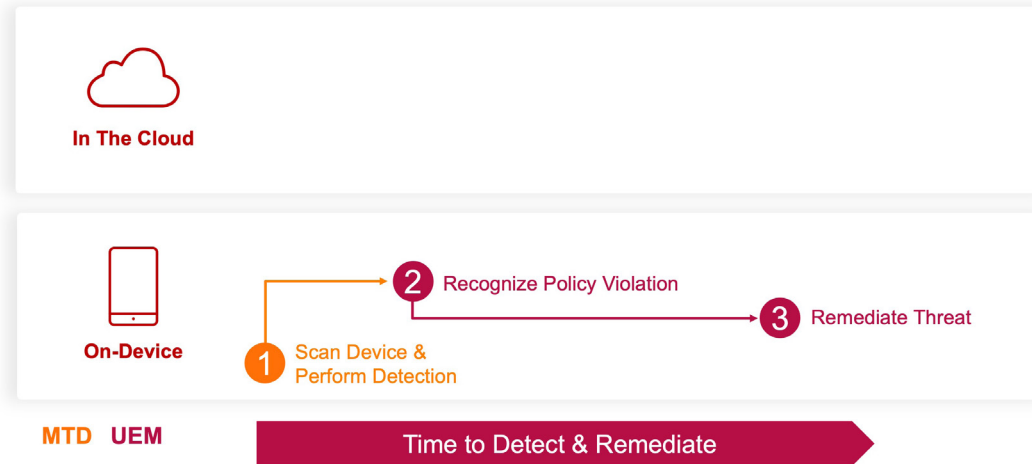 In The Cloud
2 Recognize Policy Violation
3 Remediate Threat
On-Device
1 Scan Device &
Perform Detection
MTD UEM
Time to Detect & Remediate